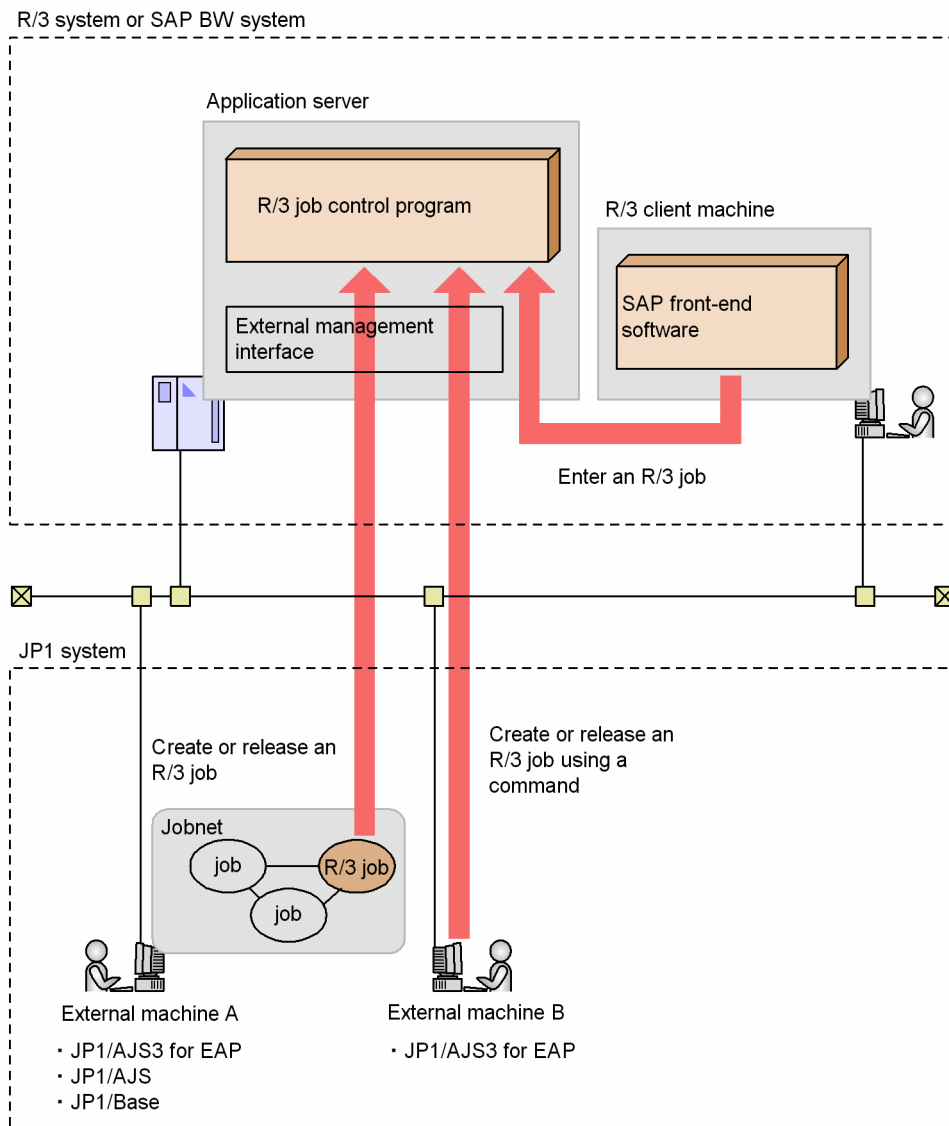 R/3 system or SAP BW system
Application server
R/3 job control program
R/3 client machine
SAP front-end
software
External management
interface
Enter an R/3 job
JP1 system
Create or release an
R/3 job
Create or release an
R/3 job using a
command
Jobnet
job
R/3 job
job
External machine A
・JP1/AJS3 for EAP
・JP1/AJS
・JP1/Base
External machine B
・JP1/AJS3 for EAP